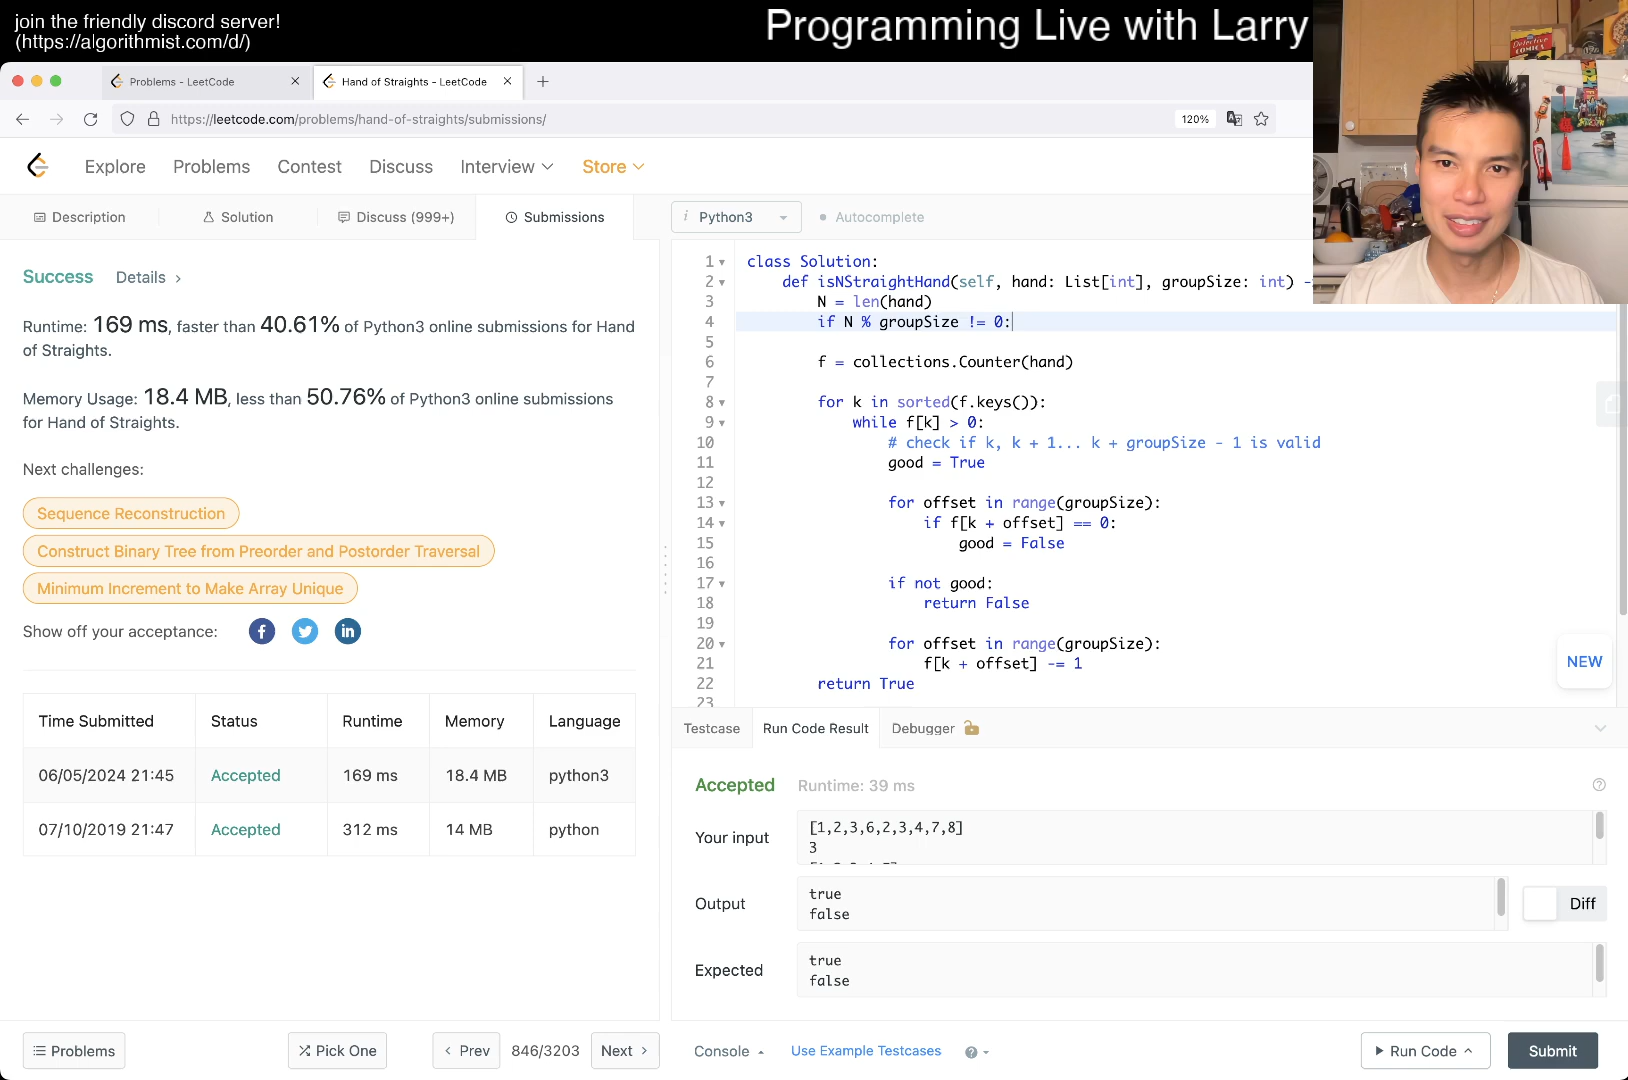 join the friendly discord server!
(https://algorithmist.com/d/)
Programming Live with Larry
Problems - LeetCode
Hand of Straights - LeetCode
https://leetcode.com/problems/hand-of-straights/submissions/
120%
Explore
Problems
Contest
Discuss
Interview
Store
Description
Solution
Discuss (999+)
Submissions
Success
Details
Runtime: 169 ms, faster than 40.61% of Python3 online submissions for Hand
of Straights.
Memory Usage: 18.4 MB, less than 50.76% of Python3 online submissions
for Hand of Straights.
Next challenges:
Sequence Reconstruction
Construct Binary Tree from Preorder and Postorder Traversal
Minimum Increment to Make Array Unique
Show off your acceptance:
Time Submitted Status Runtime Memory Language
06/05/2024 21:45 Accepted 169 ms 18.4 MB python3
07/10/2019 21:47 Accepted 312 ms 14 MB python
i Python3
Autocomplete
1 class Solution:
2 def isNStraightHand(self, hand: List[int], groupSize: int) -
3 N = len(hand)
4 if N % groupSize != 0:
5
6 f = collections.Counter(hand)
7
8 for k in sorted(f.keys()):
9 while f[k] > 0:
10 # check if k, k + 1... k + groupSize - 1 is valid
11 good = True
12
13 for offset in range(groupSize):
14 if f[k + offset] == 0:
15 good = False
16
17 if not good:
18 return False
19
20 for offset in range(groupSize):
21 f[k + offset] -= 1
22 return True
23
NEW
Testcase
Run Code Result
Debugger
Accepted
Runtime: 39 ms
Your input
[1,2,3,6,2,3,4,7,8]
3
Output
true
false
Diff
Expected
true
false
Problems
Pick One
Prev
846/3203
Next
Console
Use Example Testcases
Run Code
Submit